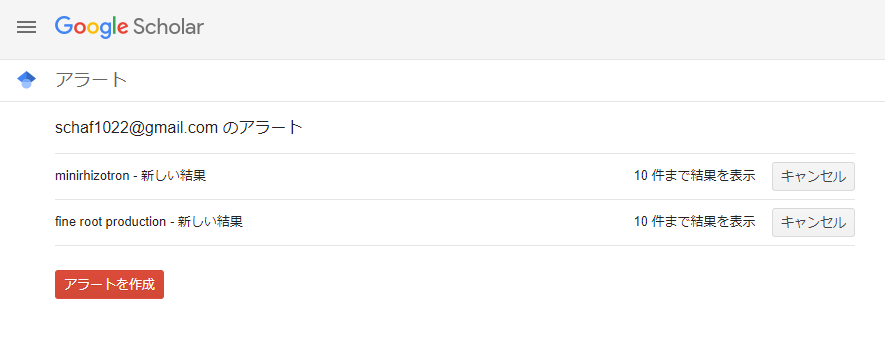 Google Scholar
アラート
schaf1022@gmail.com のアラート
minirhizotron - 新しい結果 10 件まで結果を表示 キャンセル
fine root production - 新しい結果 10 件まで結果を表示 キャンセル
アラートを作成